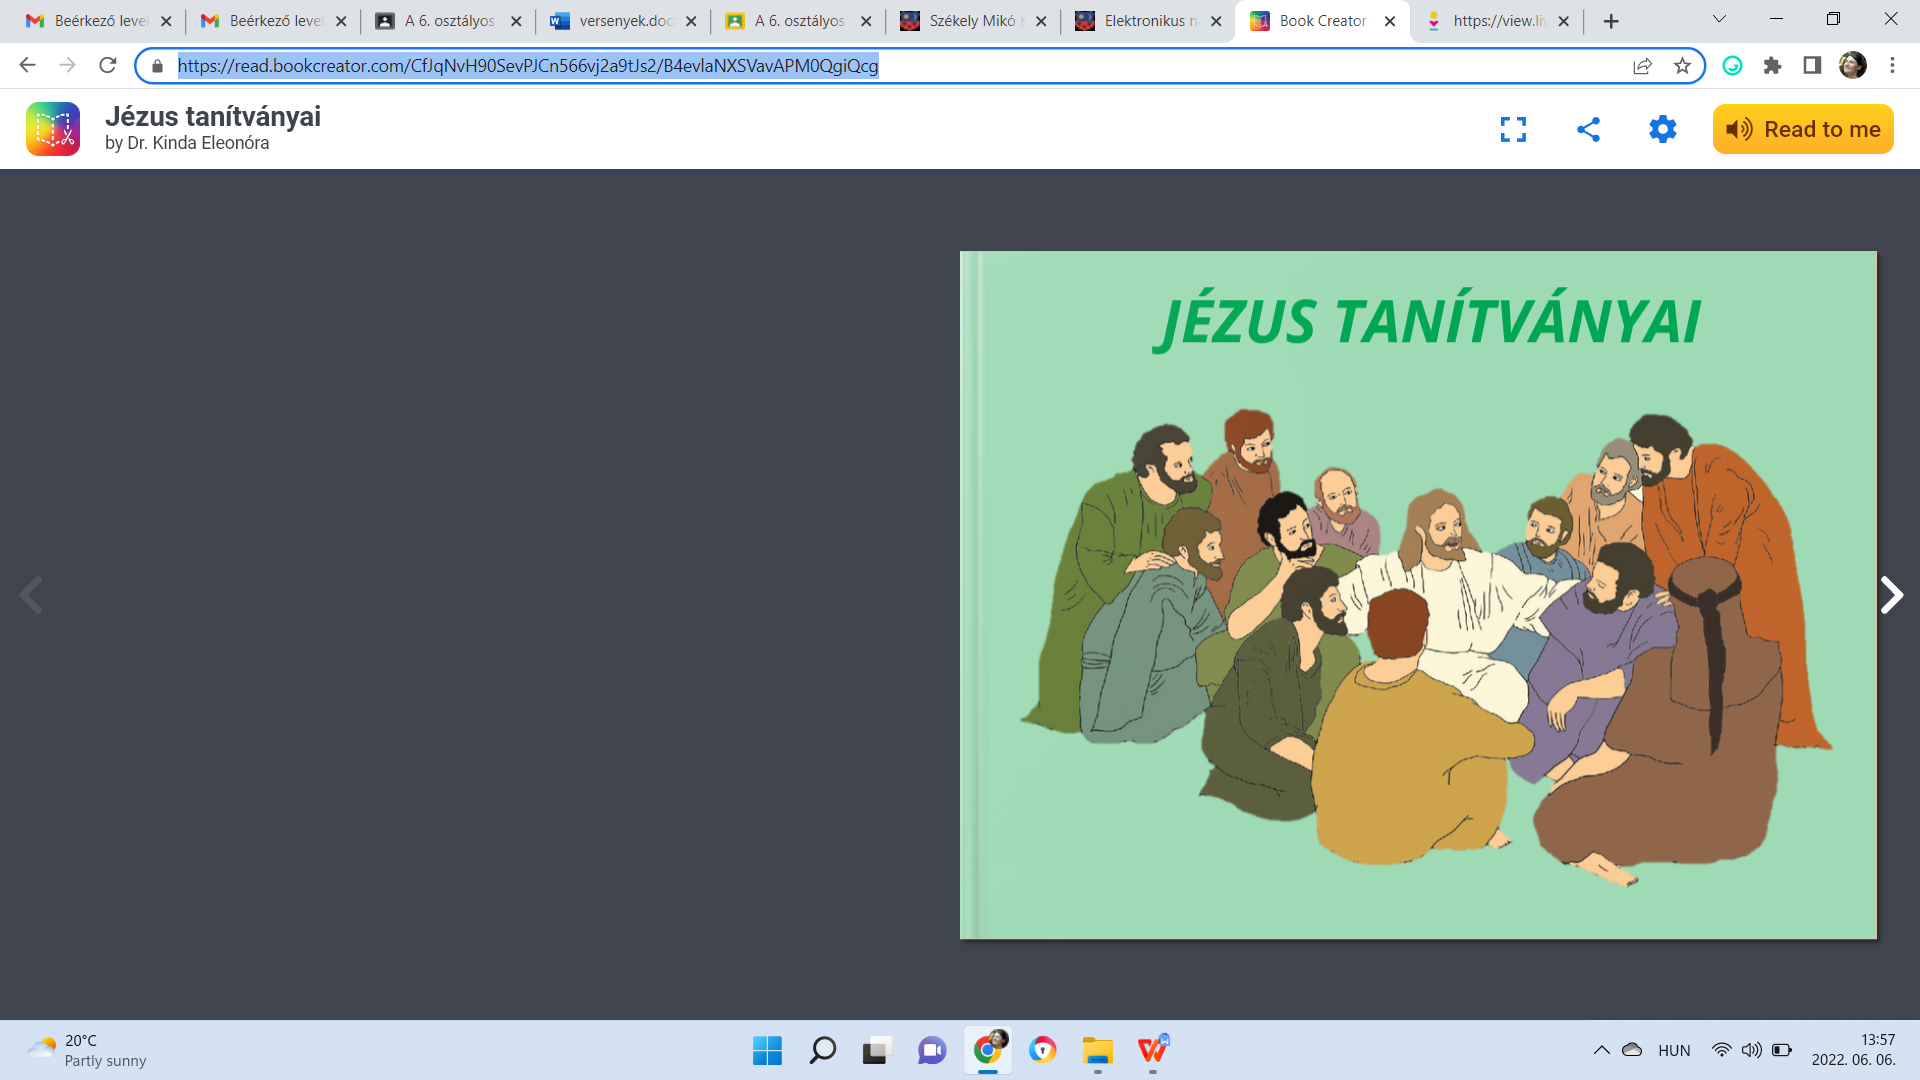 Beérkező level
Beérkező level
A 6. osztályos
versenyek.doc
A 6. osztályos
Székely Mikó
Elektronikus n
Book Creator
https://view.liv
https://read.bookcreator.com/CfJqNvH90SevPJCn566vj2a9tJs2/B4evlaNXSVavAPM0QgiQcg
Jézus tanítványai
by Dr. Kinda Eleonóra
Read to me
JÉZUS TANÍTVÁNYAI
20°C
Partly sunny
HUN
13:57
2022. 06. 06.